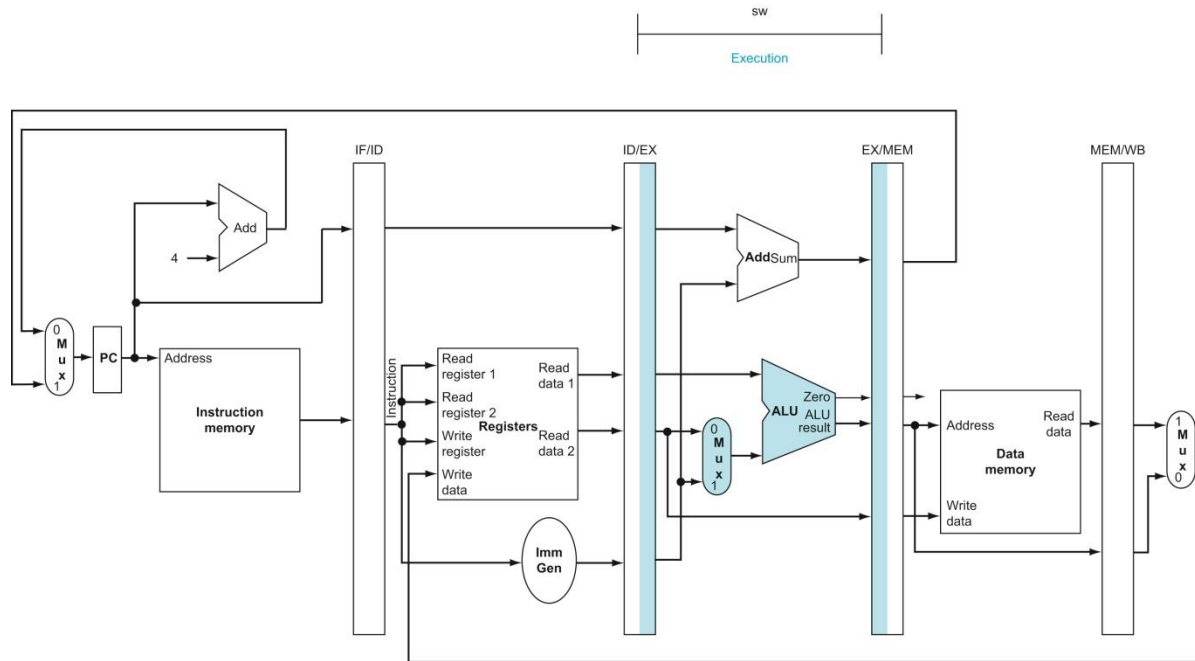 sw
Execution
IF/ID
ID/EX
EX/MEM
MEM/WB
Add
4
Add Sum
0
M
u
x
1
PC
Address
Instruction
memory
Instruction
Read
register 1
Read
register 2
Write
register
Write
data
Registers
Read
data 1
Read
data 2
Imm
Gen
0
M
u
x
1
ALU
Zero
ALU
result
Address
Write
data
Data
memory
Read
data
1
M
u
x
0